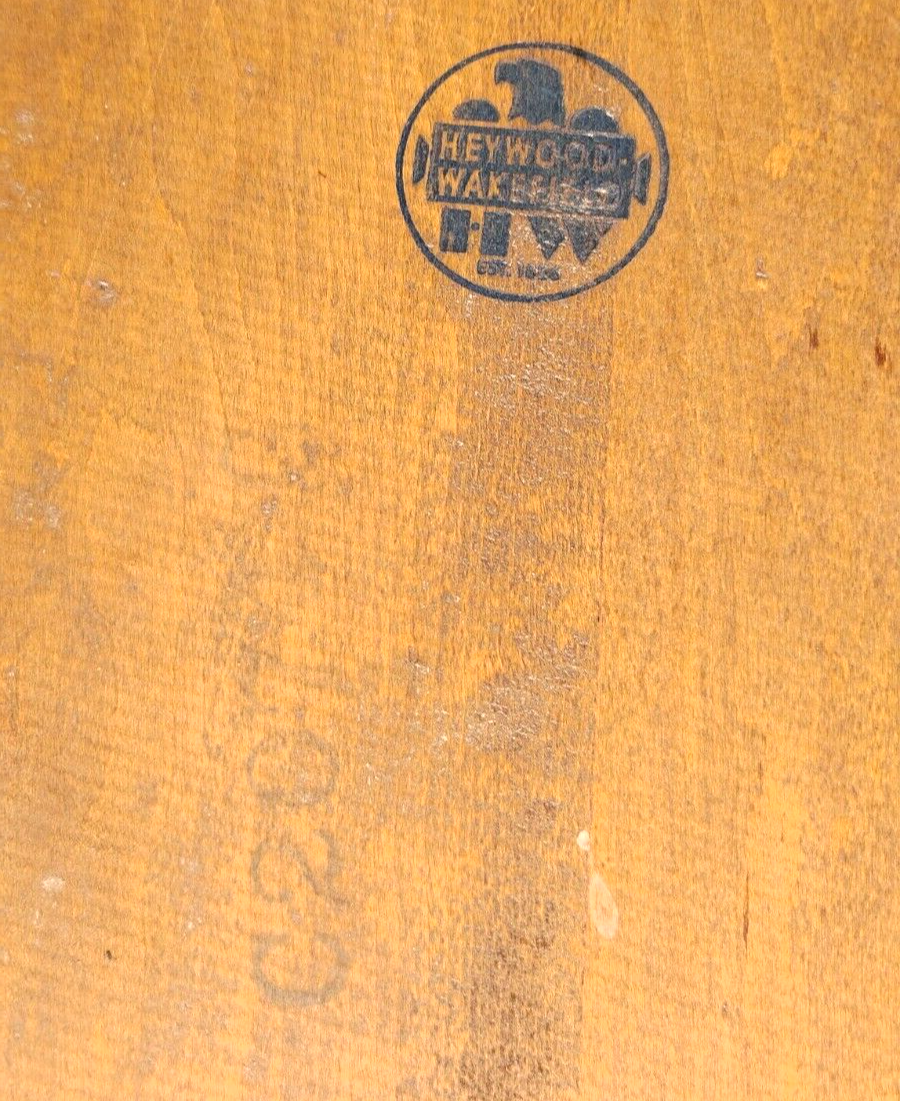 HEYWOOD-
WAKEFIELD
HW
EST. 1826